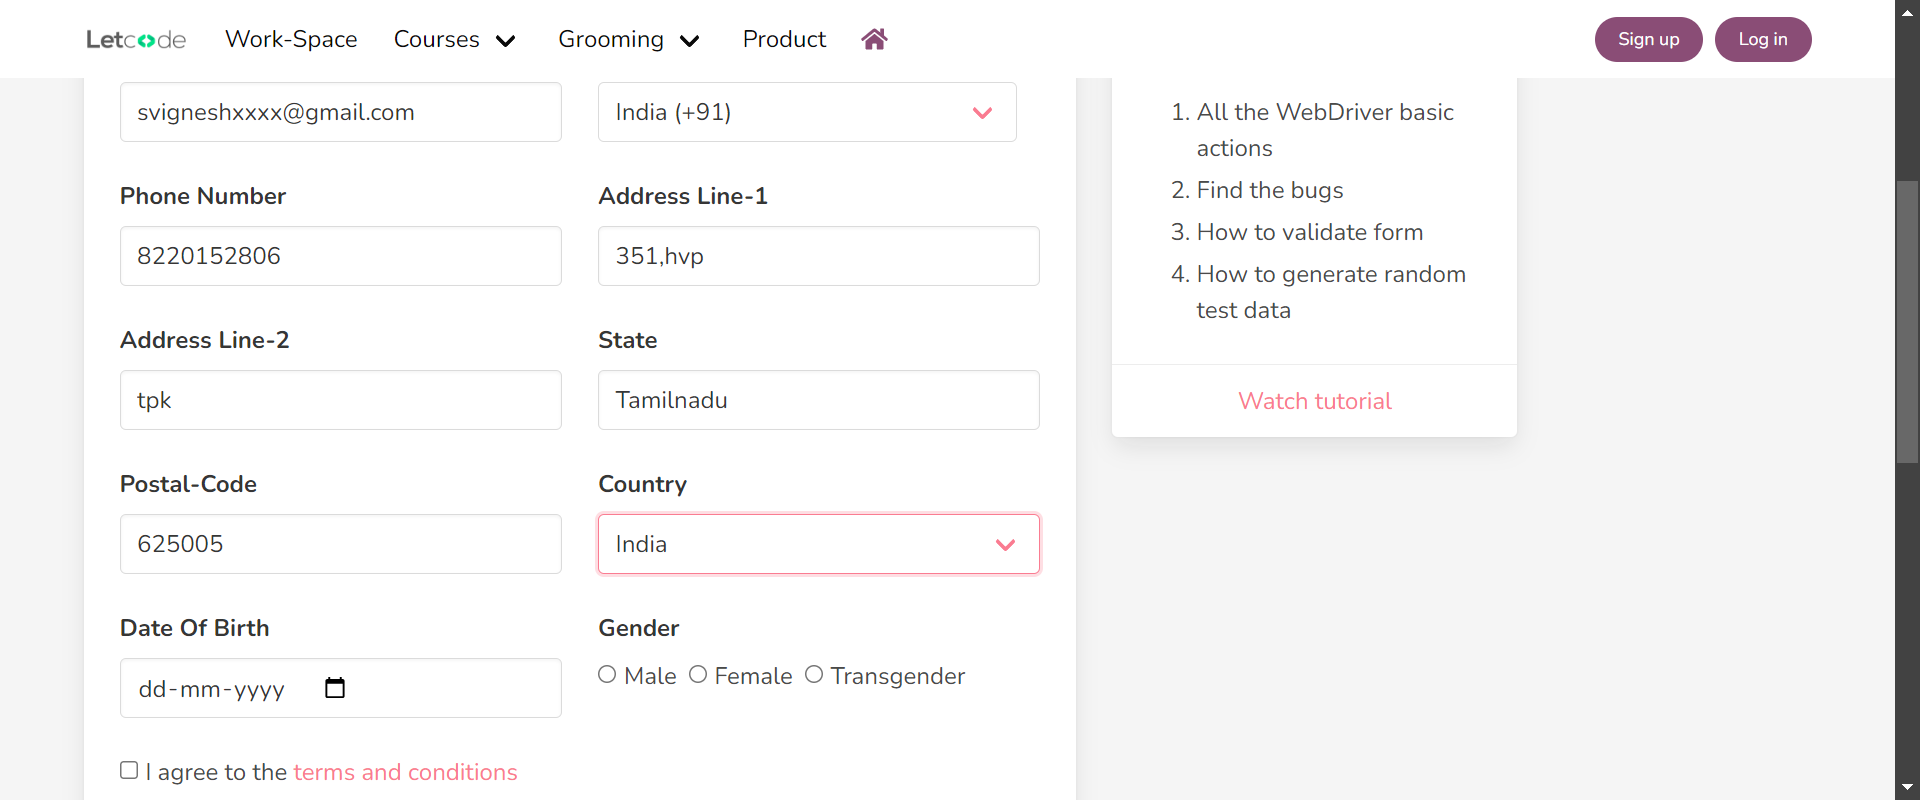 Letcode Work-Space Courses Grooming Product Sign up Log in
svigneshxxxx@gmail.com India (+91)
Phone Number Address Line-1
8220152806 351,hvp
Address Line-2 State
tpk Tamilnadu
Postal-Code Country
625005 India
Date Of Birth Gender
dd-mm-yyyy Male Female Transgender
I agree to the terms and conditions
1. All the WebDriver basic
actions
2. Find the bugs
3. How to validate form
4. How to generate random
test data
Watch tutorial